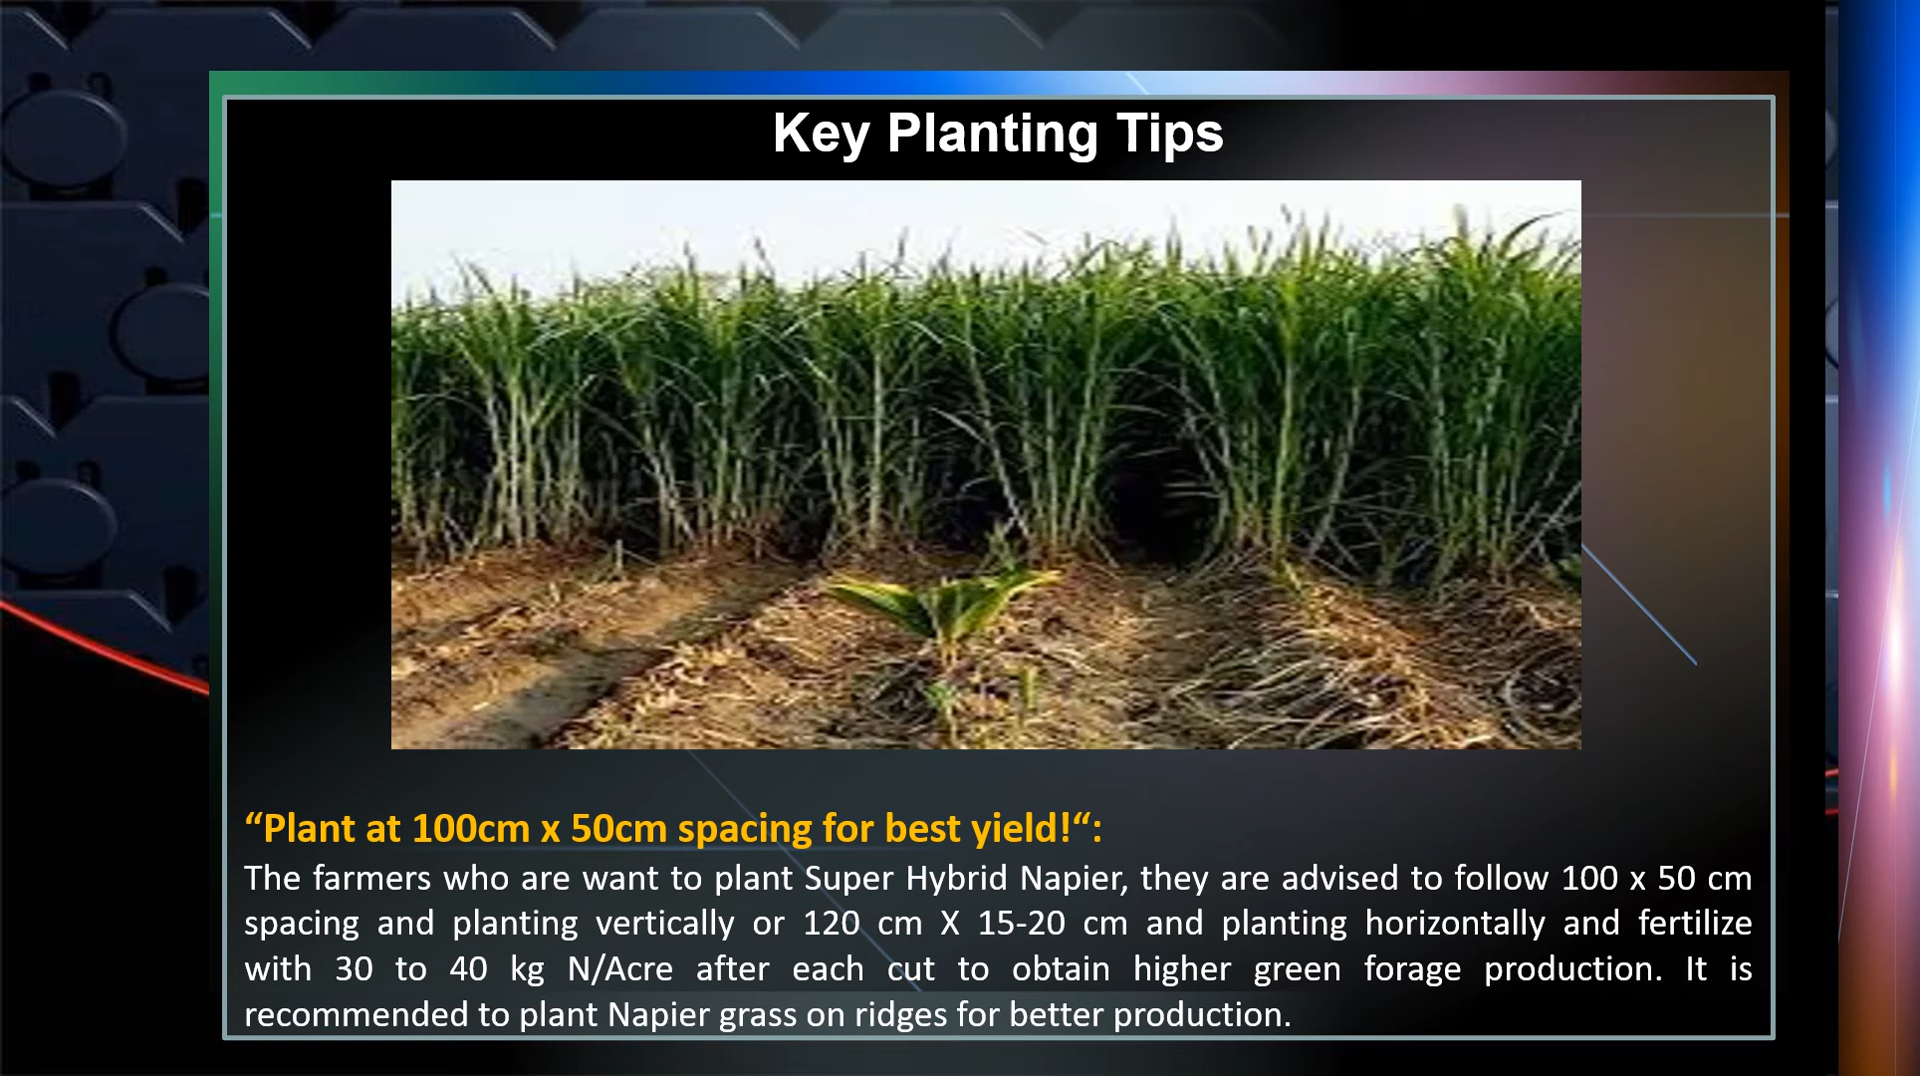 Key Planting Tips
“Plant at 100cm x 50cm spacing for best yield!“:
The farmers who are want to plant Super Hybrid Napier, they are advised to follow 100 x 50 cm
spacing and planting vertically or 120 cm X 15-20 cm and planting horizontally and fertilize
with 30 to 40 kg N/Acre after each cut to obtain higher green forage production. It is
recommended to plant Napier grass on ridges for better production.